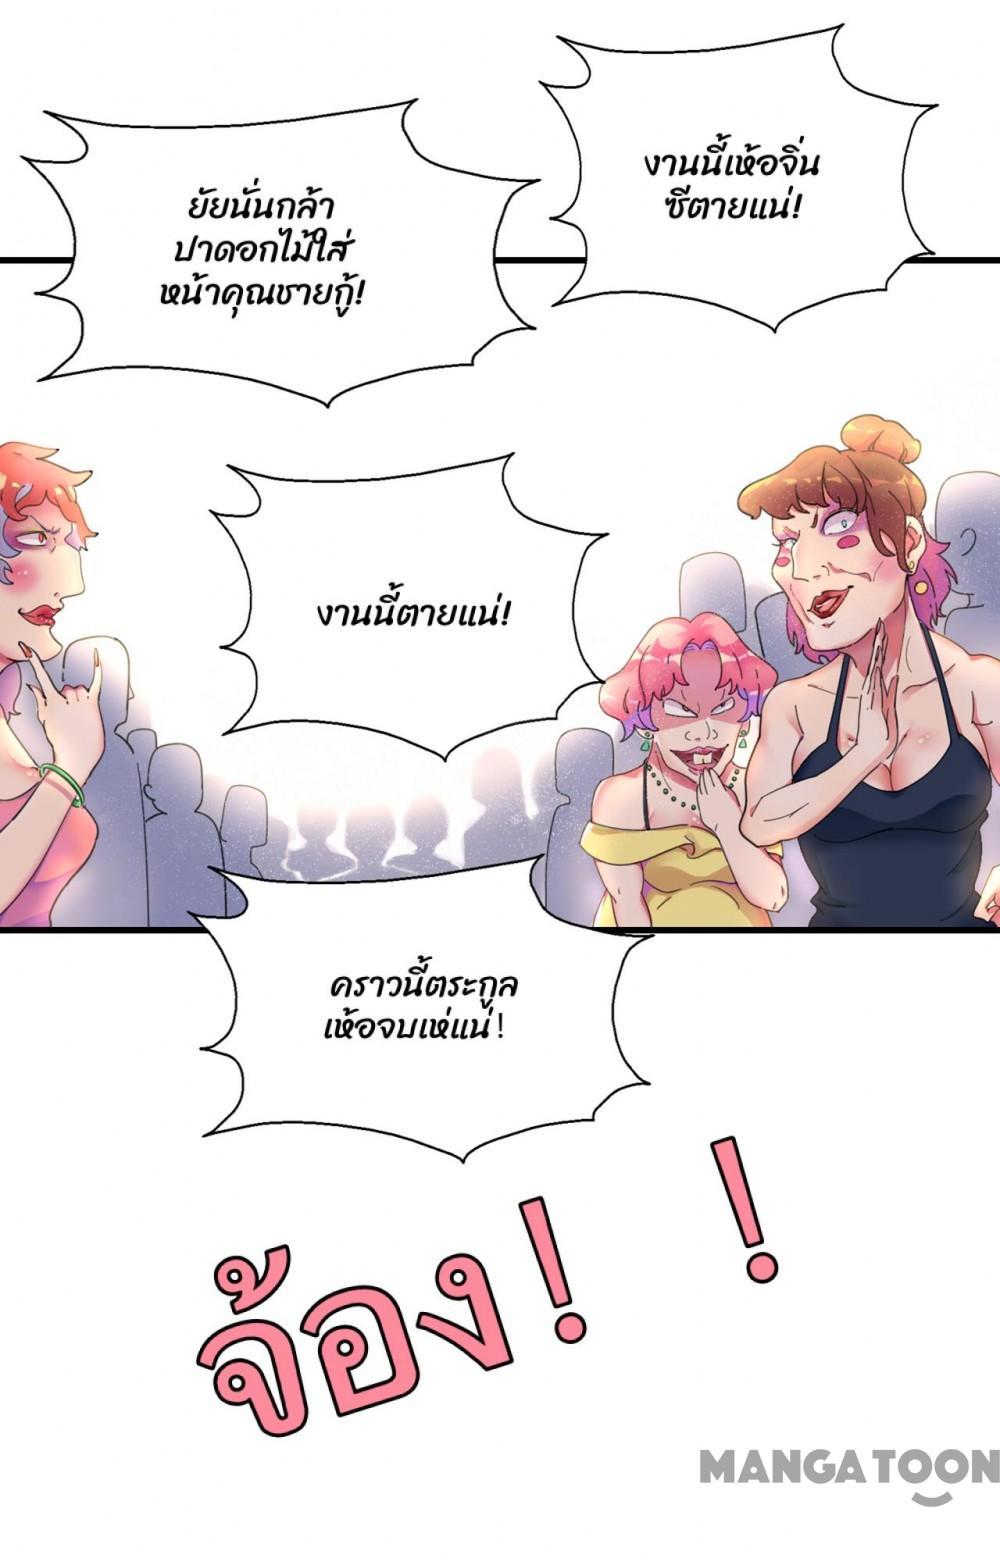 งานนี้เห้อจิ่น
ซีตายแน่!
ยัยนั่นกล้า
ปาดอกไม้ใส่
หน้าคุณชายกู้!
งานนี้ตายแน่!
คราวนี้ตระกูล
เห้อจบเห่แน่!
จ้อง! !
MANGATOON